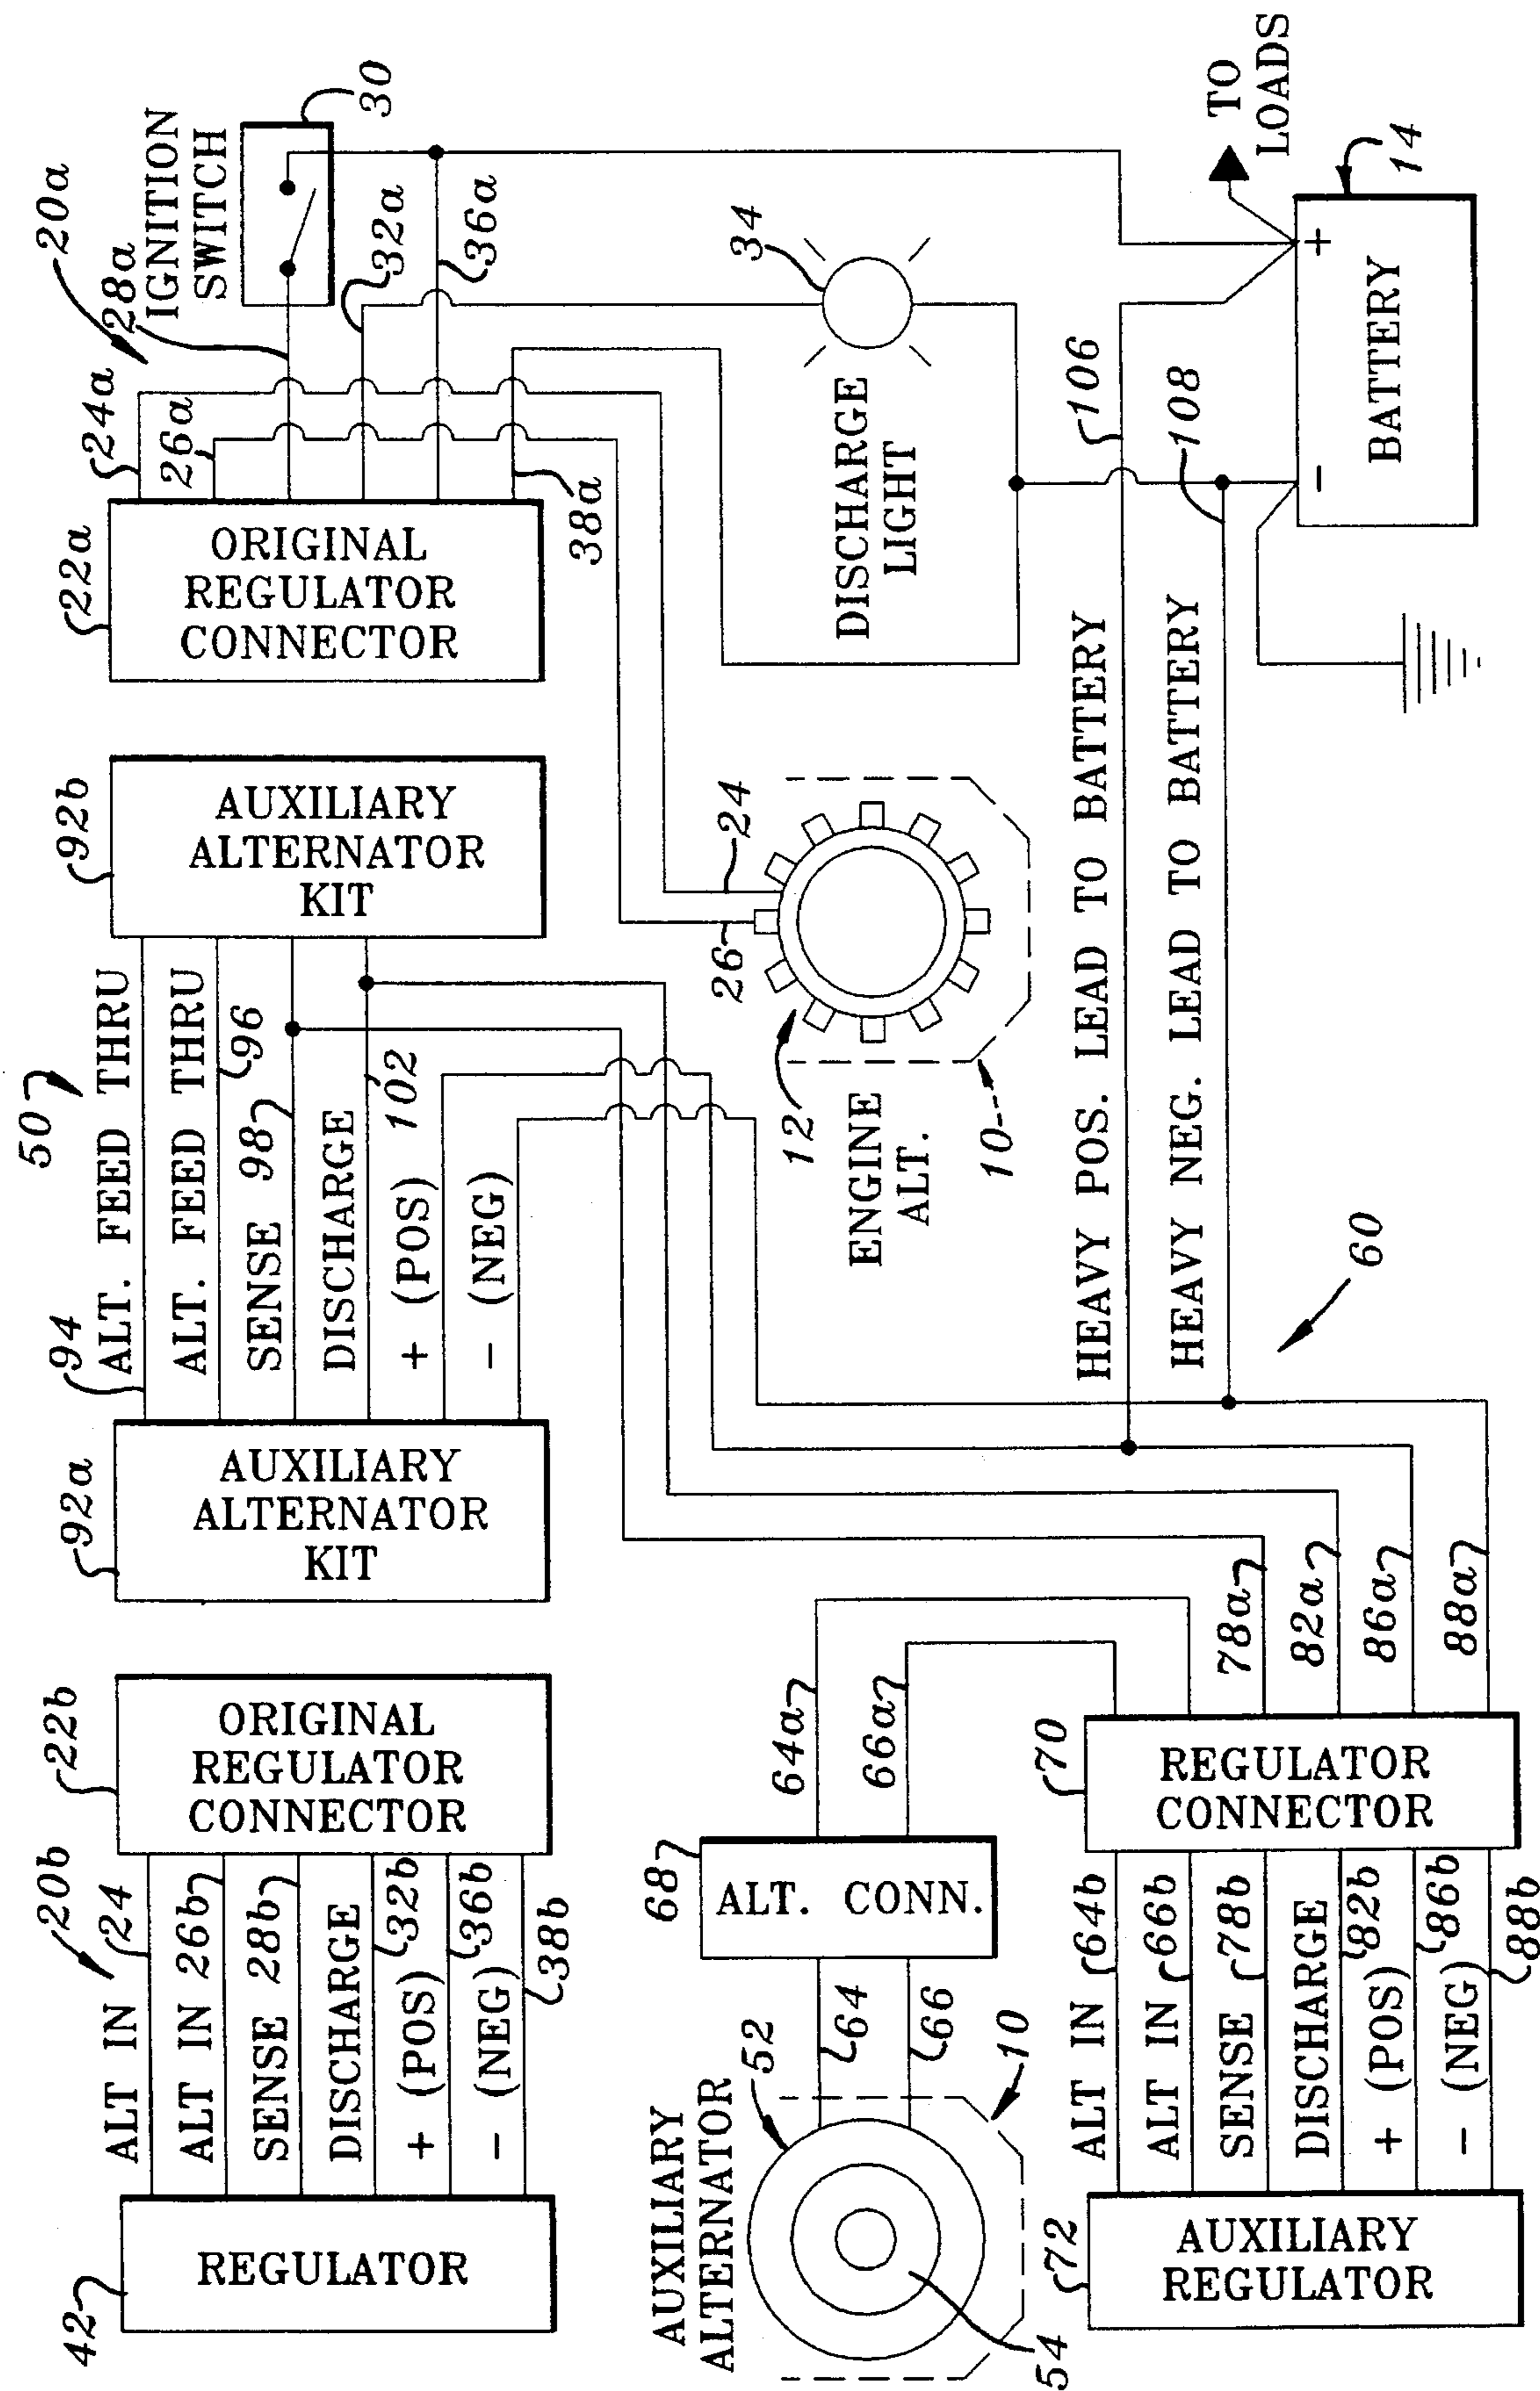 50
20b
42
REGULATOR
ALT IN
24
ALT IN 26b
SENSE 28b
DISCHARGE
32b
+ (POS)
36b
- (NEG)
38b
22b
ORIGINAL
REGULATOR
CONNECTOR
92a
AUXILIARY
ALTERNATOR
KIT
94
ALT. FEED THRU
ALT. FEED THRU
96
SENSE 98
DISCHARGE
102
+ (POS)
- (NEG)
92b
AUXILIARY
ALTERNATOR
KIT
22a
ORIGINAL
REGULATOR
CONNECTOR
24a
26a
20a
28a
IGNITION
SWITCH
30
32a
36a
38a
AUXILIARY
ALTERNATOR
52
54
10
64
66
68
ALT. CONN.
64a
66a
ENGINE
ALT.
12
10
26
24
DISCHARGE
LIGHT
34
72
AUXILIARY
REGULATOR
ALT IN 64b
ALT IN 66b
SENSE 78b
DISCHARGE
82b
+ (POS)
86b
- (NEG)
88b
70
REGULATOR
CONNECTOR
78a
82a
86a
88a
60
HEAVY POS. LEAD TO BATTERY
106
HEAVY NEG. LEAD TO BATTERY
108
TO
LOADS
14
- +
BATTERY